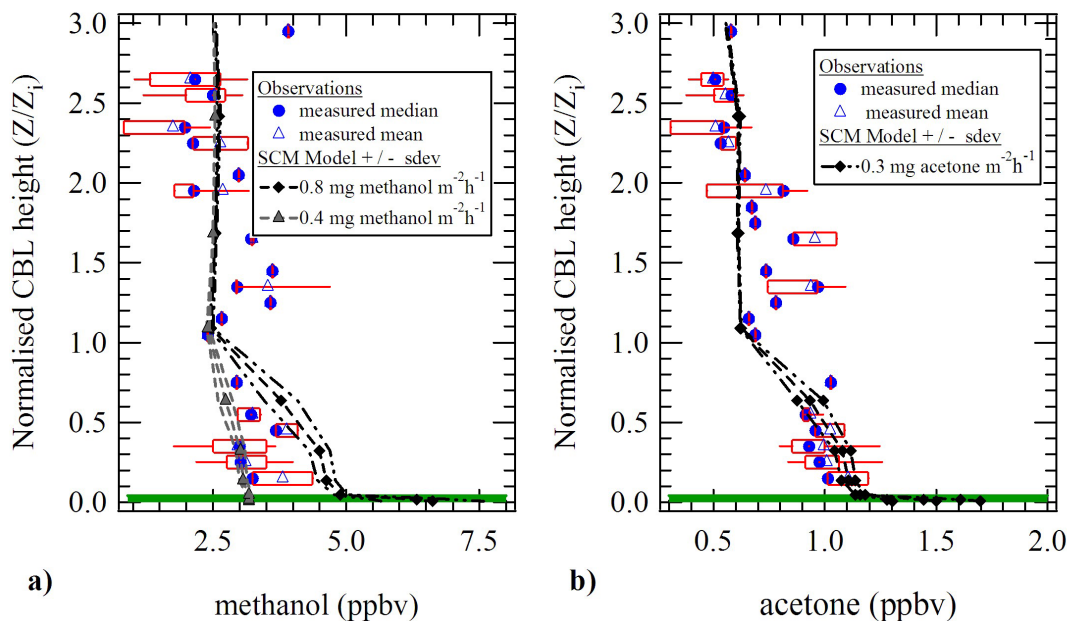 Normalised CBL height (Z/Zi)
3.0
2.5
2.0
1.5
1.0
0.5
0.0
Observations
measured median
measured mean
SCM Model +/- sdev
0.8 mg methanol m⁻²h⁻¹
0.4 mg methanol m⁻²h⁻¹
2.5 5.0 7.5
a)
methanol (ppbv)
Normalised CBL height (Z/Zi)
3.0
2.5
2.0
1.5
1.0
0.5
0.0
Observations
measured median
measured mean
SCM Model +/- sdev
0.3 mg acetone m⁻²h⁻¹
0.5 1.0 1.5 2.0
b)
acetone (ppbv)